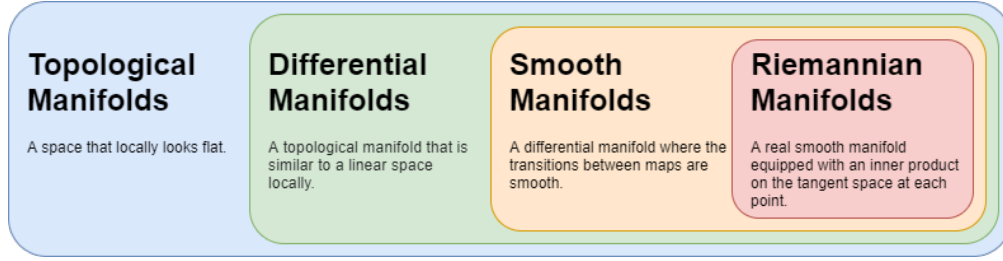 Topological
Manifolds
A space that locally looks flat.
Differential
Manifolds
A topological manifold that is
similar to a linear space
locally.
Smooth
Manifolds
A differential manifold where the
transitions between maps are
smooth.
Riemannian
Manifolds
A real smooth manifold
equipped with an inner product
on the tangent space at each
point.